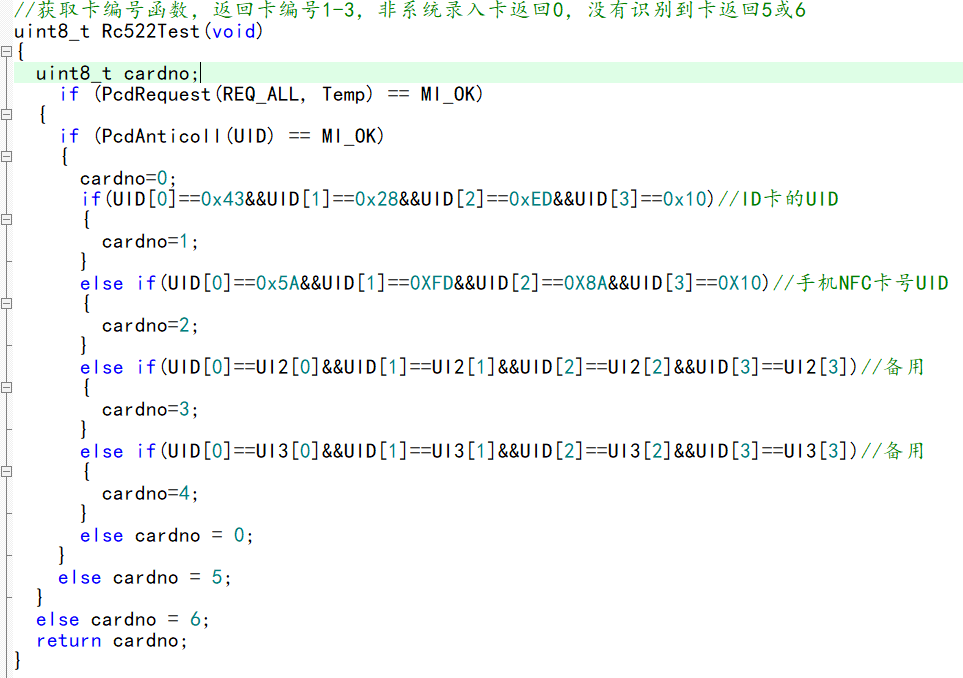 //获取卡编号函数，返回卡编号1-3，非系统录入卡返回0，没有识别到卡返回5或6
uint8_t Rc522Test(void)
{
  uint8_t cardno;
    if (PcdRequest(REQ_ALL, Temp) == MI_OK)
  {
    if (PcdAnticoll(UID) == MI_OK)
    {
      cardno=0;
      if(UID[0]==0x43&&UID[1]==0x28&&UID[2]==0xED&&UID[3]==0x10)//ID卡的UID
      {
        cardno=1;
      }
      else if(UID[0]==0x5A&&UID[1]==0XFD&&UID[2]==0X8A&&UID[3]==0X10)//手机NFC卡号UID
      {
        cardno=2;
      }
      else if(UID[0]==UI2[0]&&UID[1]==UI2[1]&&UID[2]==UI2[2]&&UID[3]==UI2[3])//备用
      {
        cardno=3;
      }
      else if(UID[0]==UI3[0]&&UID[1]==UI3[1]&&UID[2]==UI3[2]&&UID[3]==UI3[3])//备用
      {
        cardno=4;
      }
      else cardno = 0;
    }
    else cardno = 5;
  }
  else cardno = 6;
  return cardno;
}